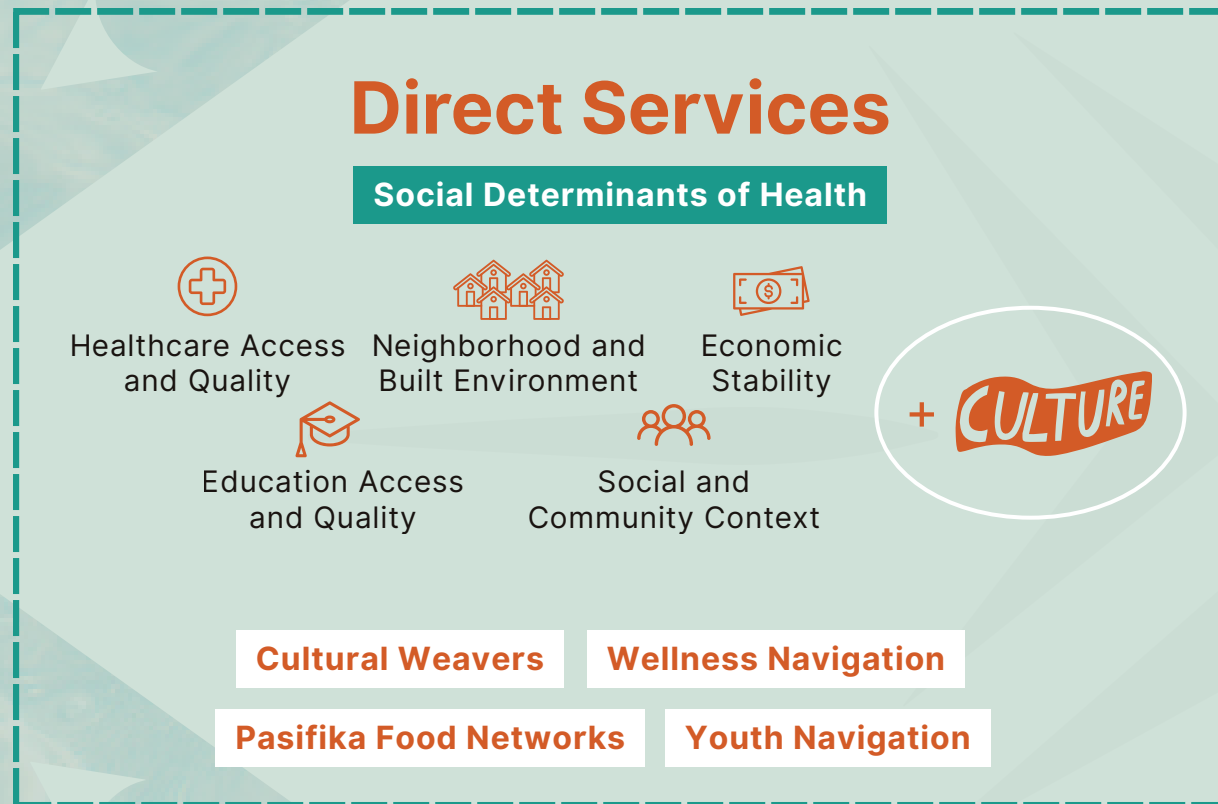 Direct Services
Social Determinants of Health
Healthcare Access
and Quality
Neighborhood and
Built Environment
$
Economic
Stability
Education Access
and Quality
Social and
Community Context
+ CULTURE
Cultural Weavers
Wellness Navigation
Pasifika Food Networks
Youth Navigation